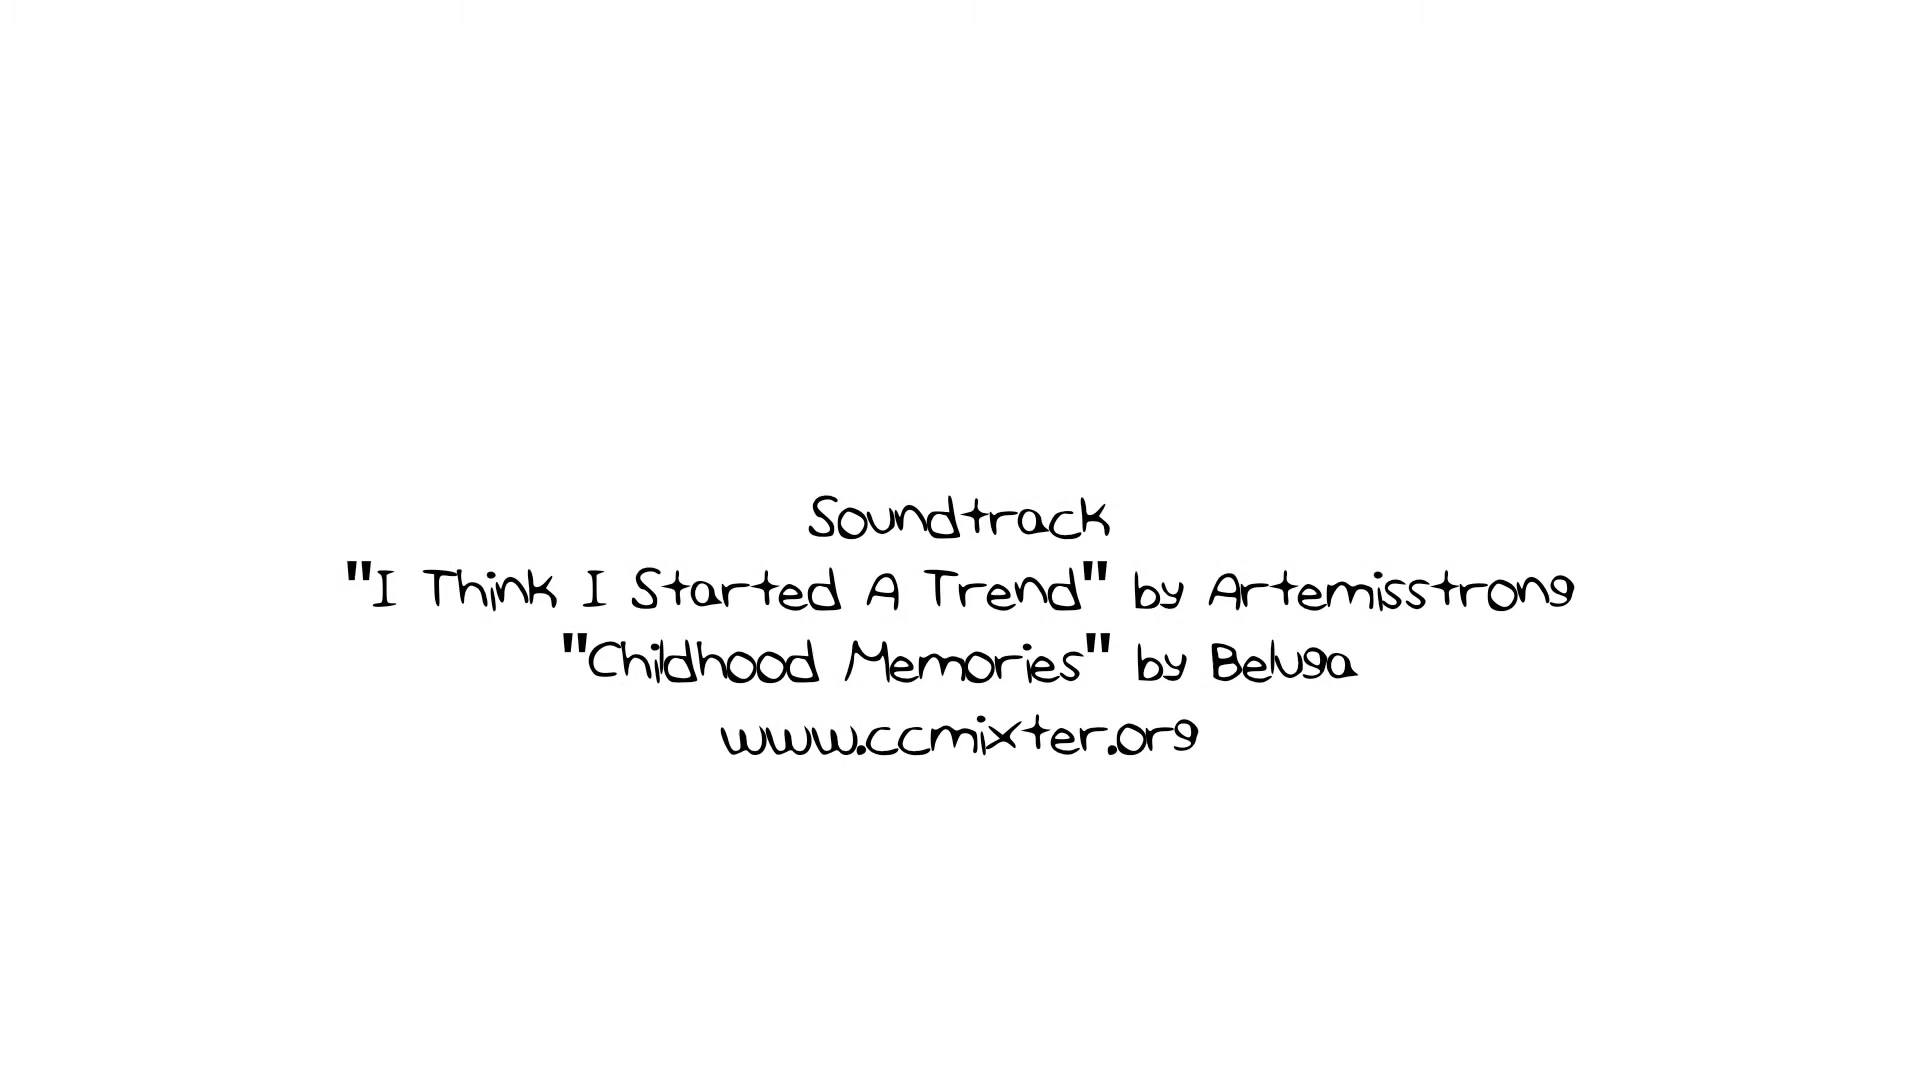 Soundtrack
"I Think I Started A Trend" by Artemisstrong
"Childhood Memories" by Beluga
www.ccmixter.org